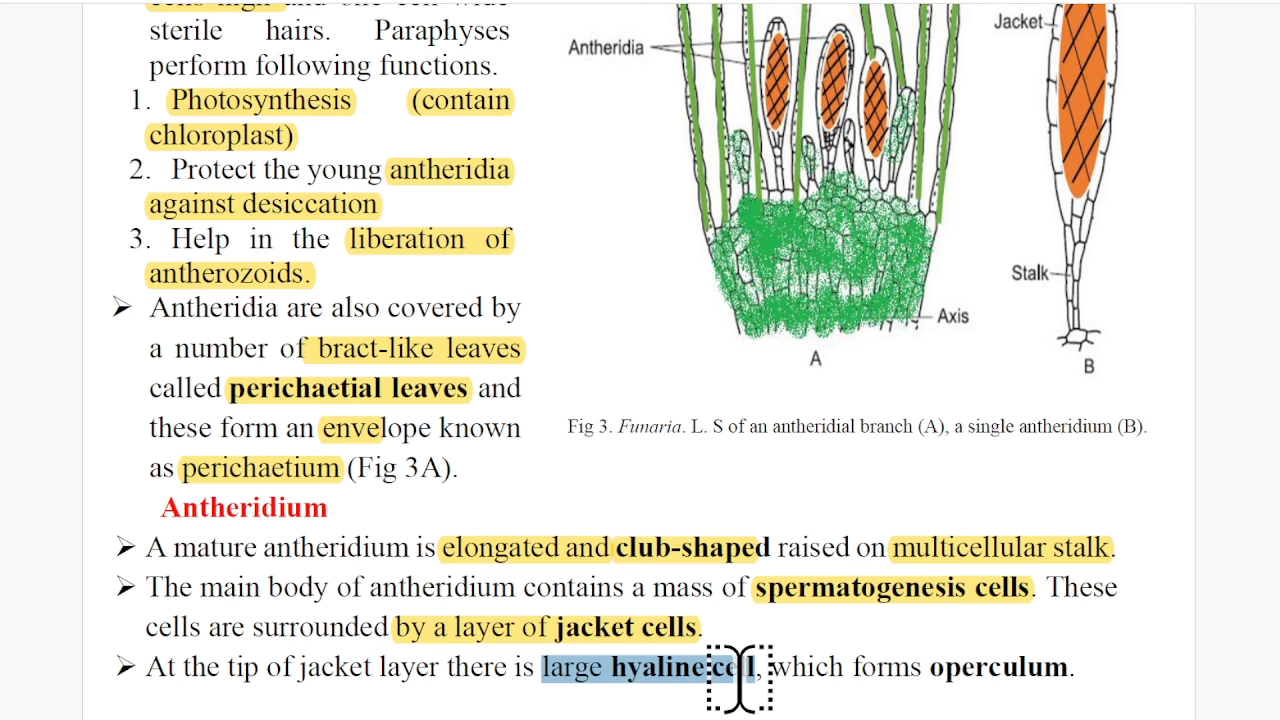 sterile hairs. Paraphyses
perform following functions.
1. Photosynthesis (contain
chloroplast)
2. Protect the young antheridia
against desiccation
3. Help in the liberation of
antherozoids.
➢ Antheridia are also covered by
a number of bract-like leaves
called perichaetial leaves and
these form an envelope known
as perichaetium (Fig 3A).
Antheridia
Jacket
Stalk
Axis
A
B
Fig 3. Funaria. L. S of an antheridial branch (A), a single antheridium (B).
Antheridium
➢ A mature antheridium is elongated and club-shaped raised on multicellular stalk.
➢ The main body of antheridium contains a mass of spermatogenesis cells. These
cells are surrounded by a layer of jacket cells.
➢ At the tip of jacket layer there is large hyaline cell, which forms operculum.